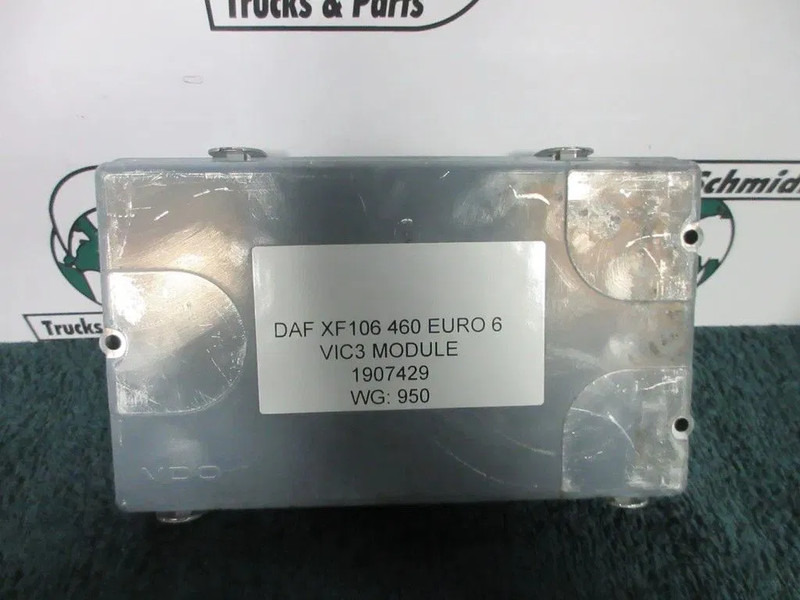 Trucks & Parts
Schmid
Trucks
DAF XF106 460 EURO 6
VIC3 MODULE
1907429
WG: 950
VDO